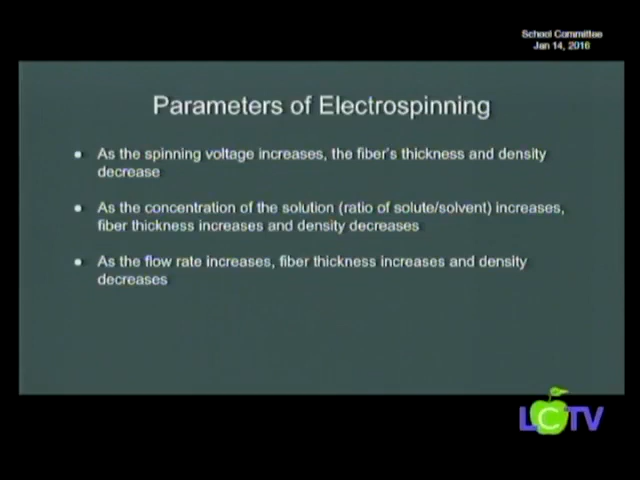 School Committee
Jan 14, 2016
Parameters of Electrospinning
● As the spinning voltage increases, the fiber's thickness and density
decrease
● As the concentration of the solution (ratio of solute/solvent) increases,
fiber thickness increases and density decreases
● As the flow rate increases, fiber thickness increases and density
decreases
LCTV